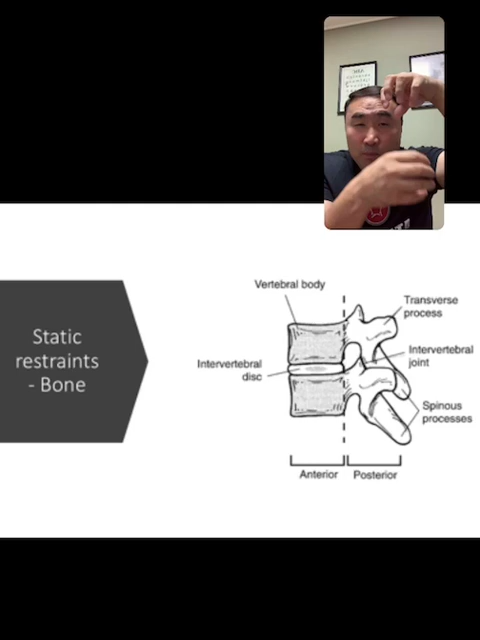 Static
restraints
- Bone
Vertebral body
Transverse
process
Intervertebral
joint
Intervertebral
disc
Spinous
processes
Anterior
Posterior